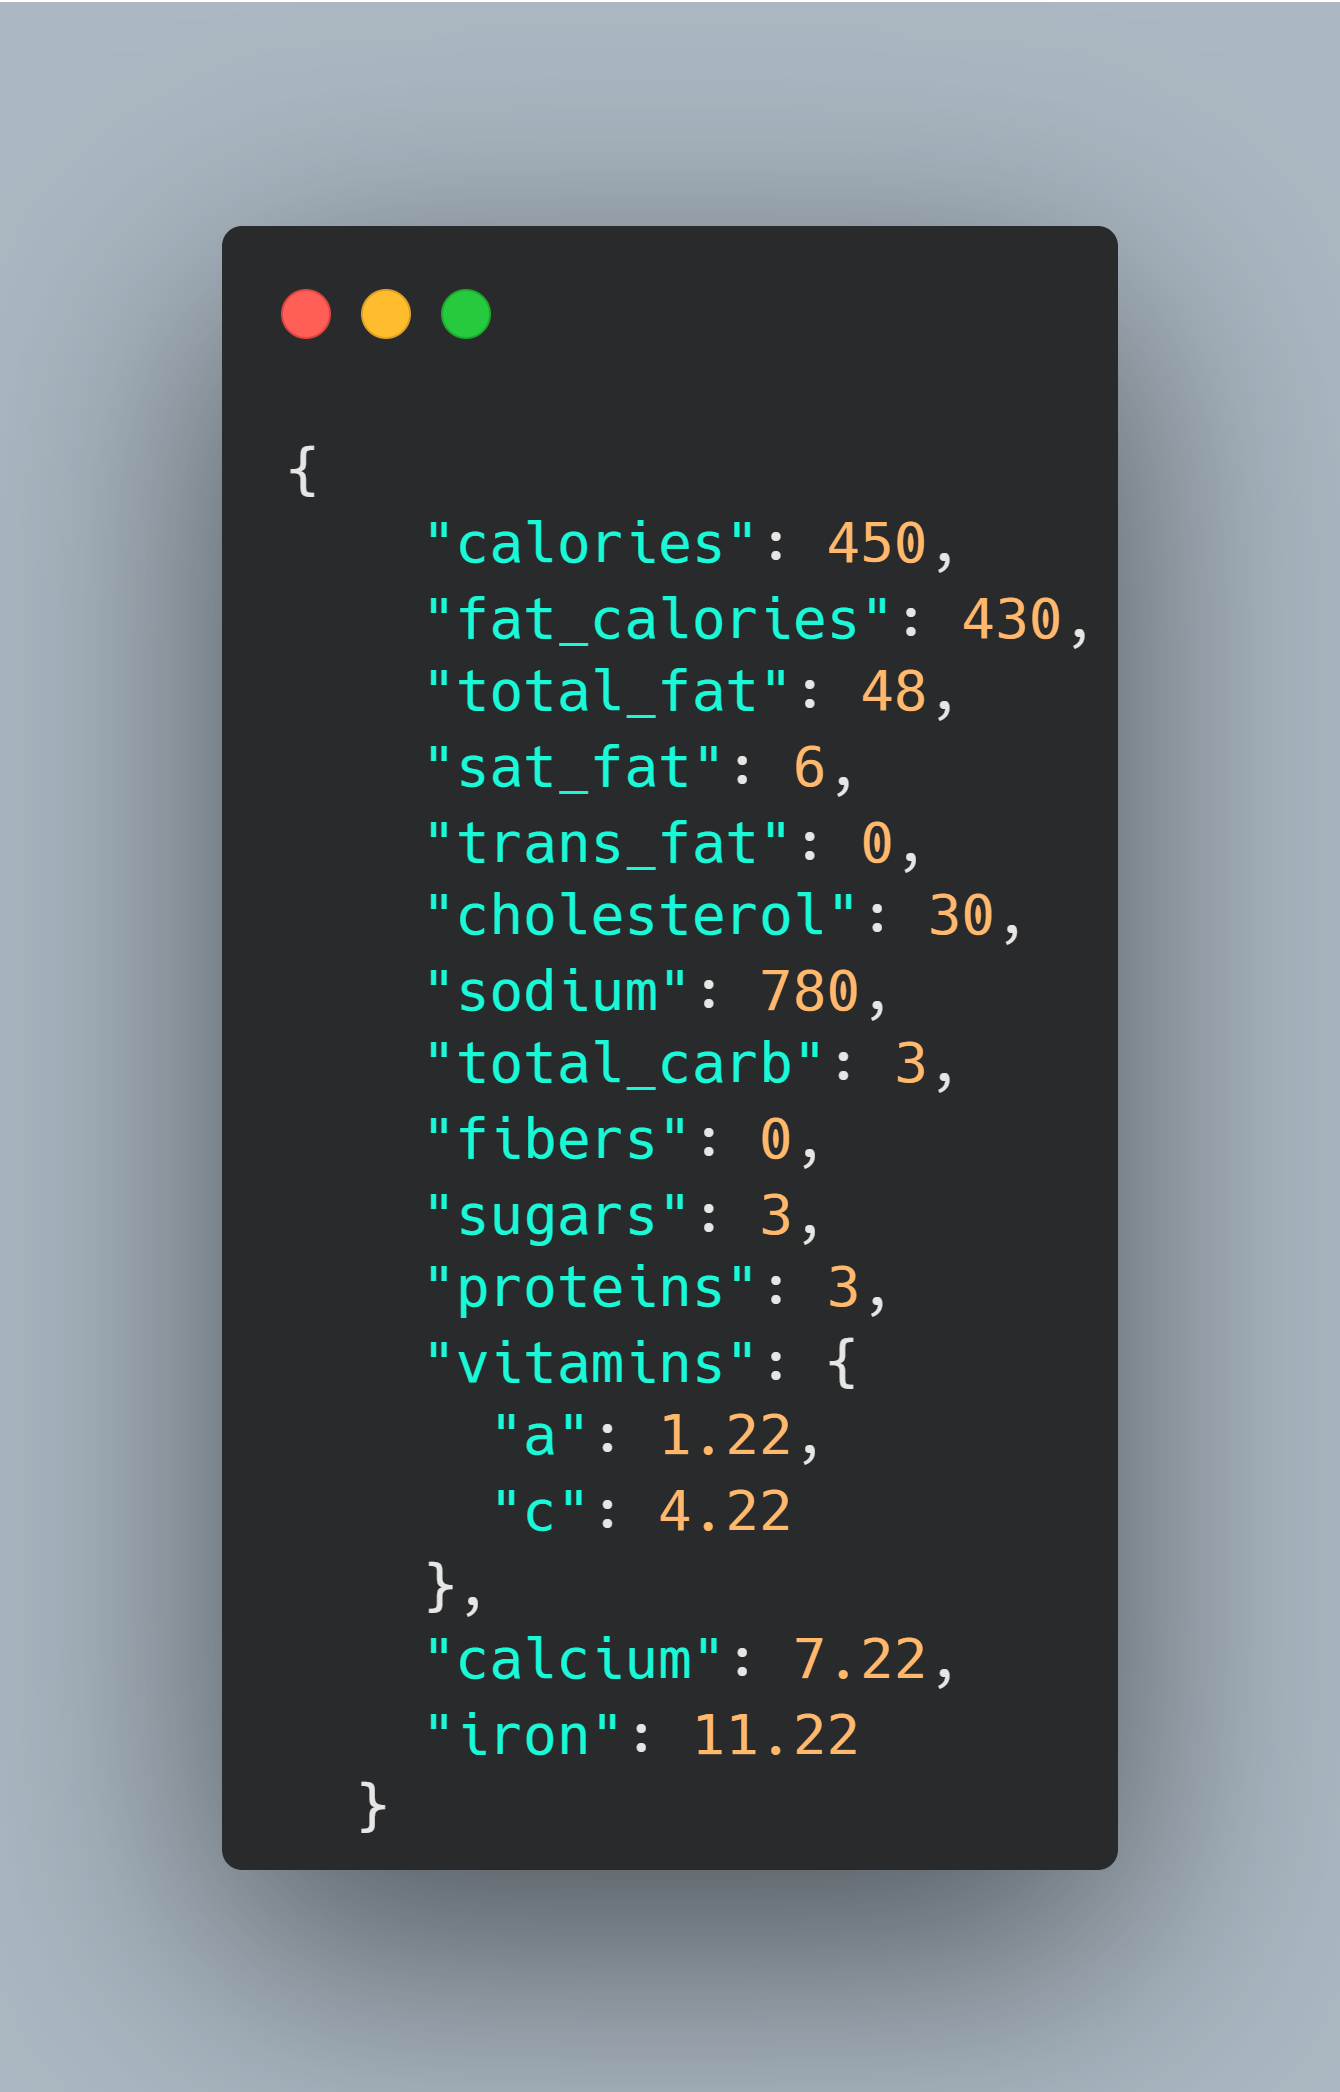 {
    "calories": 450,
    "fat_calories": 430,
    "total_fat": 48,
    "sat_fat": 6,
    "trans_fat": 0,
    "cholesterol": 30,
    "sodium": 780,
    "total_carb": 3,
    "fibers": 0,
    "sugars": 3,
    "proteins": 3,
    "vitamins": {
      "a": 1.22,
      "c": 4.22
    },
    "calcium": 7.22,
    "iron": 11.22
  }